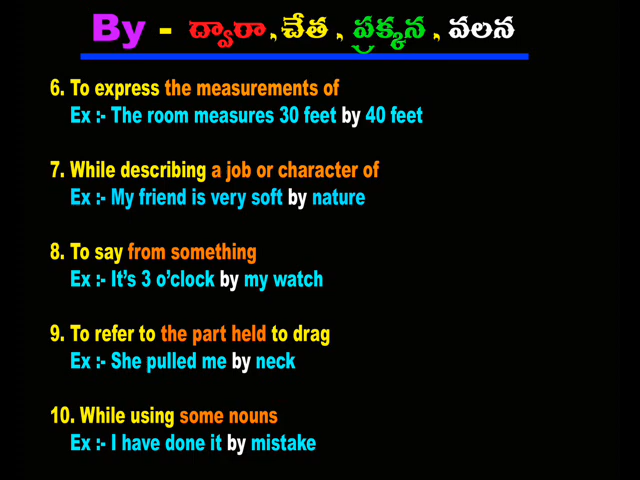 By - ద్వారా, చేత, ప్రక్కన, వలన
6. To express the measurements of
Ex :- The room measures 30 feet by 40 feet
7. While describing a job or character of
Ex :- My friend is very soft by nature
8. To say from something
Ex :- It's 3 o'clock by my watch
9. To refer to the part held to drag
Ex :- She pulled me by neck
10. While using some nouns
Ex :- I have done it by mistake